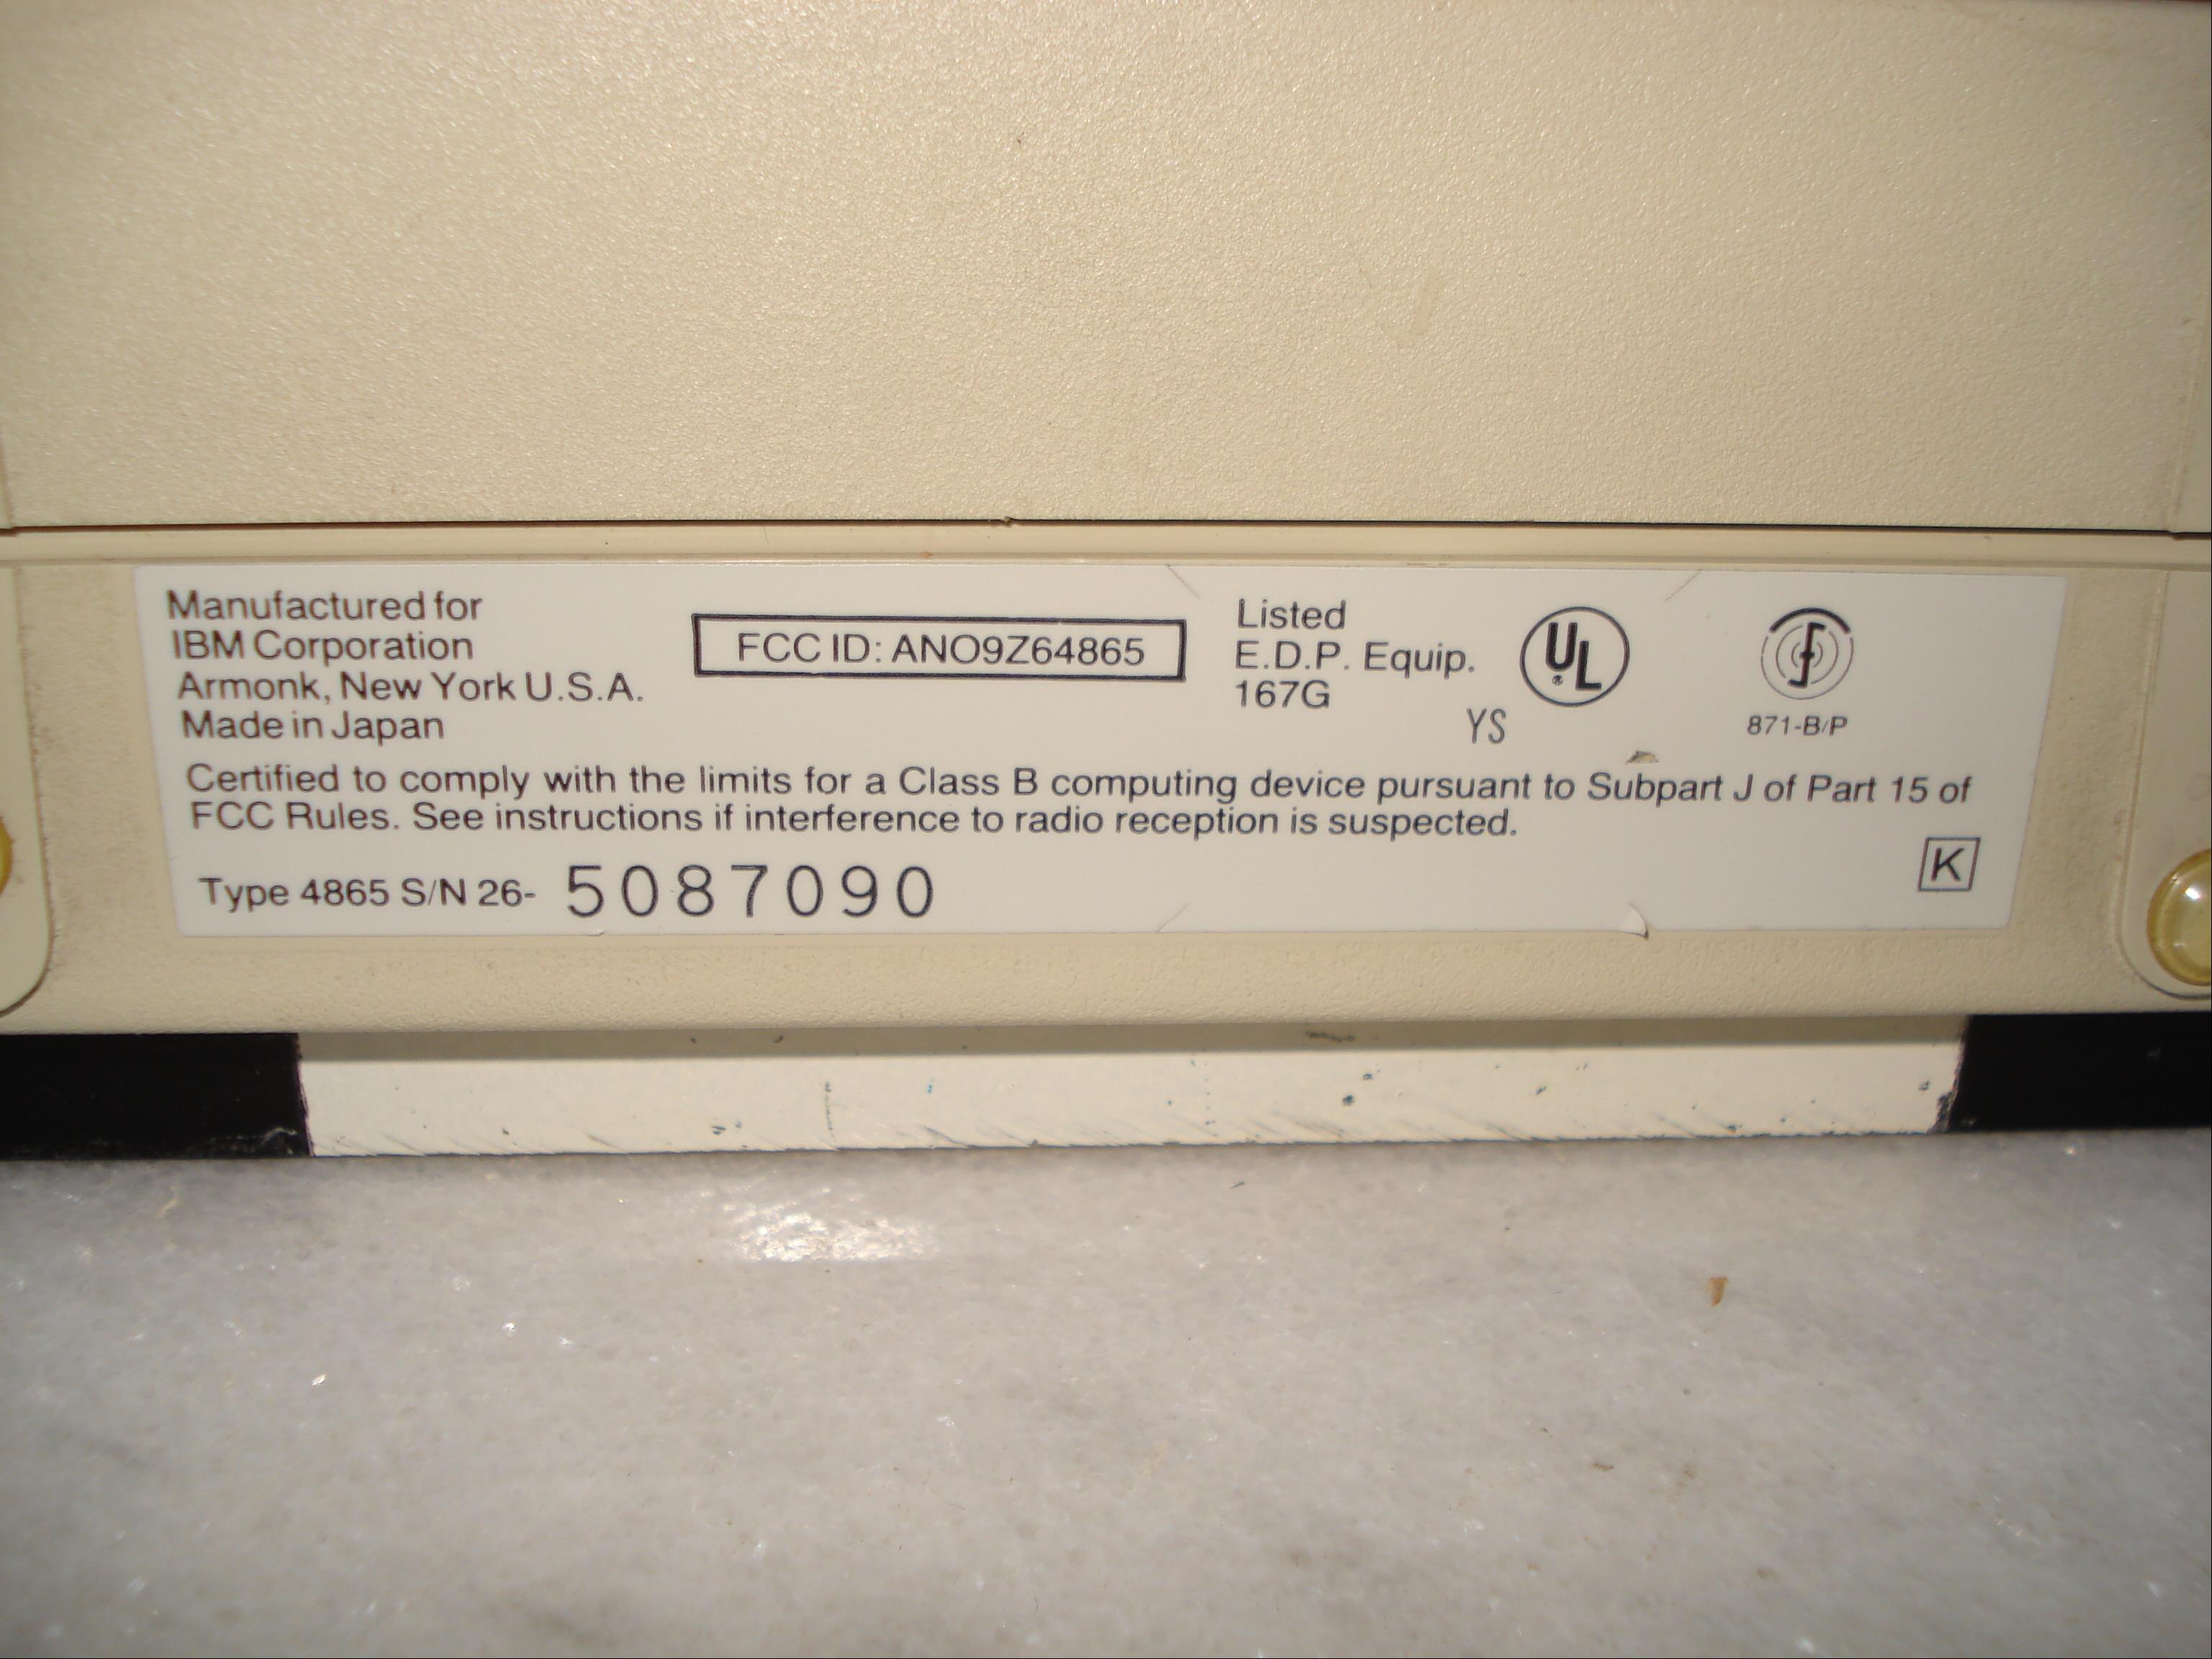 Manufactured for
IBM Corporation
Armonk, New York U.S.A.
Made in Japan
FCC ID: ANO9Z64865
Listed
E.D.P. Equip.
167G
YS
UL
®
871-B/P
Certified to comply with the limits for a Class B computing device pursuant to Subpart J of Part 15 of
FCC Rules. See instructions if interference to radio reception is suspected.
Type 4865 S/N 26- 5087090
K